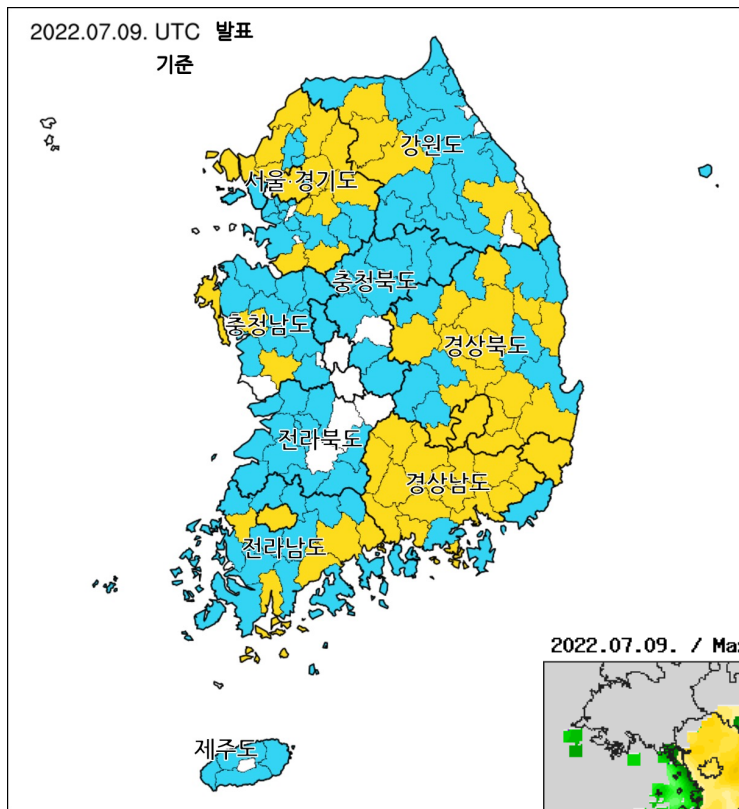 2022.07.09. UTC 발표
기준
강원도
서울·경기도
충청북도
충청남도
경상북도
전라북도
경상남도
전라남도
제주도
2022.07.09. / Ma